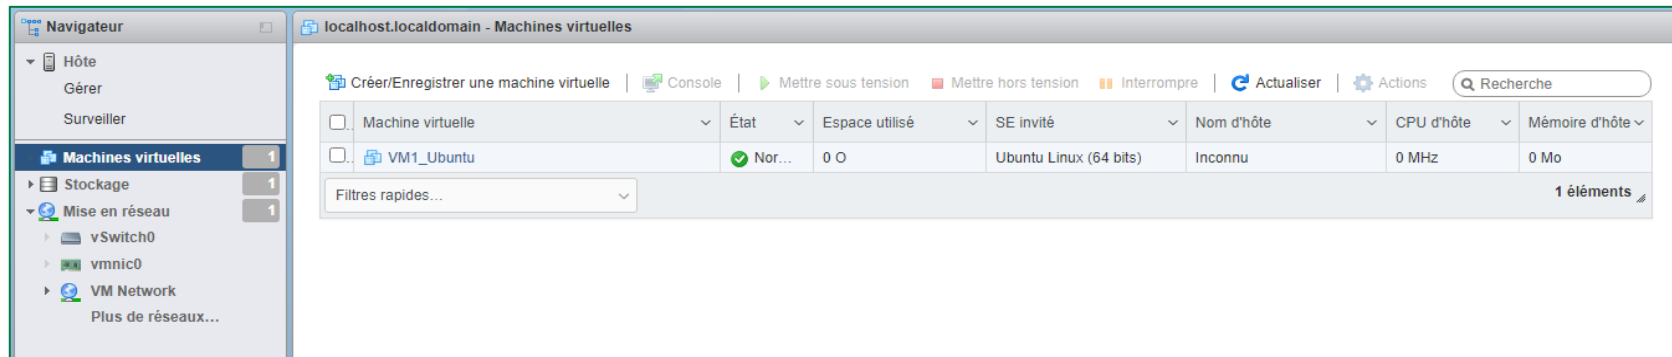 Navigateur
Hôte
Gérer
Surveiller
Machines virtuelles 1
Stockage 1
Mise en réseau 1
vSwitch0
vmnic0
VM Network
Plus de réseaux...
localhost.localdomain - Machines virtuelles
Créer/Enregistrer une machine virtuelle Console Mettre sous tension Mettre hors tension Interrompre Actualiser Actions Recherche
Machine virtuelle État Espace utilisé SE invité Nom d'hôte CPU d'hôte Mémoire d'hôte
VM1_Ubuntu Nor... 0 O Ubuntu Linux (64 bits) Inconnu 0 MHz 0 Mo
Filtres rapides... 1 éléments